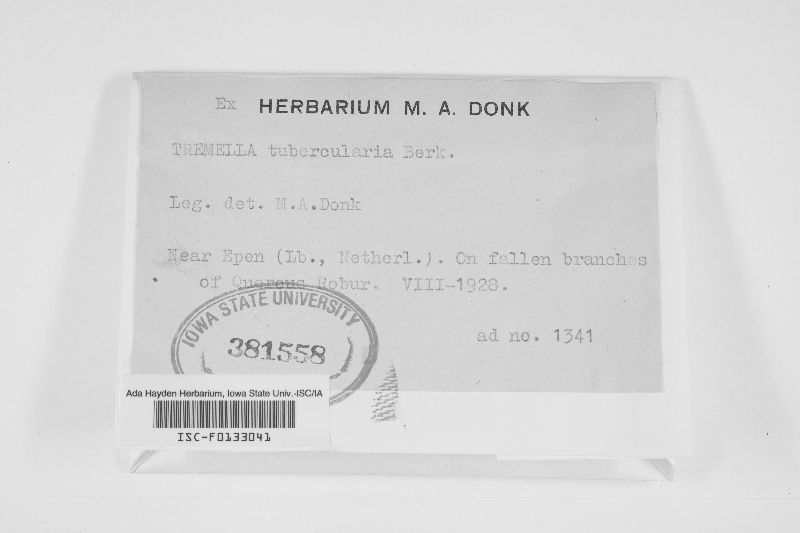 Ex HERBARIUM M. A. DONK
TREMELLA tubercularia Berk.
Leg. det. M.A.Donk
Near Epen (Lb., Netherl.). On fallen branches
of Quercus Robur. VIII-1928.
ad no. 1341
IOWA STATE UNIVERSITY
381558
Ada Hayden Herbarium, Iowa State Univ.-ISC/IA
ISC-F0133041